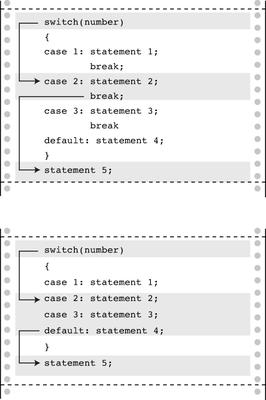 switch(number)
{
case 1: statement 1;
break;
case 2: statement 2;
break;
case 3: statement 3;
break
default: statement 4;
}
statement 5;
switch(number)
{
case 1: statement 1;
case 2: statement 2;
case 3: statement 3;
default: statement 4;
}
statement 5;